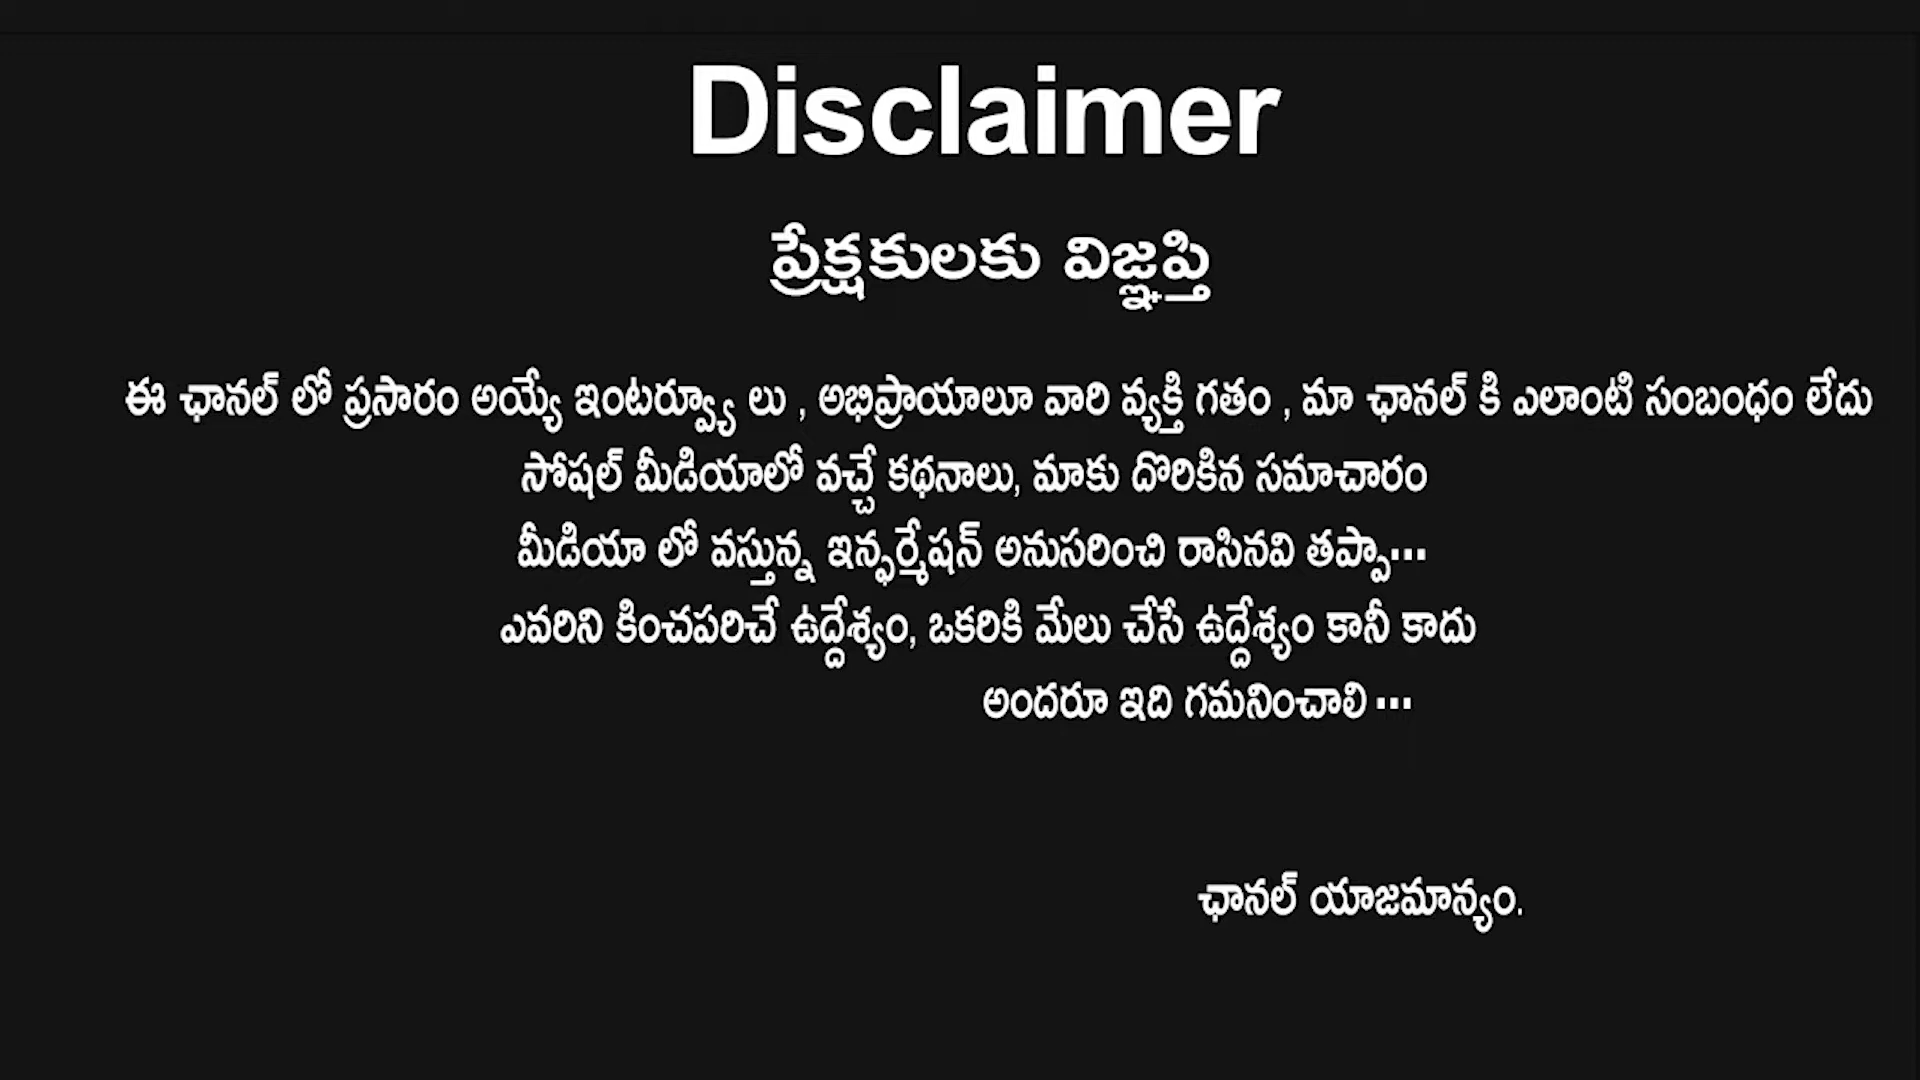 Disclaimer
ప్రేక్షకులకు విజ్ఞప్తి
ఈ ఛానల్ లో ప్రసారం అయ్యే ఇంటర్వ్యూ లు , అభిప్రాయాలూ వారి వ్యక్తి గతం , మా ఛానల్ కి ఎలాంటి సంబంధం లేదు
సోషల్ మీడియాలో వచ్చే కథనాలు, మాకు దొరికిన సమాచారం
మీడియా లో వస్తున్న ఇన్ఫర్మేషన్ అనుసరించి రాసినవి తప్పా...
ఎవరిని కించపరిచే ఉద్దేశ్యం, ఒకరికి మేలు చేసే ఉద్దేశ్యం కానీ కాదు
అందరూ ఇది గమనించాలి ...
ఛానల్ యాజమాన్యం.